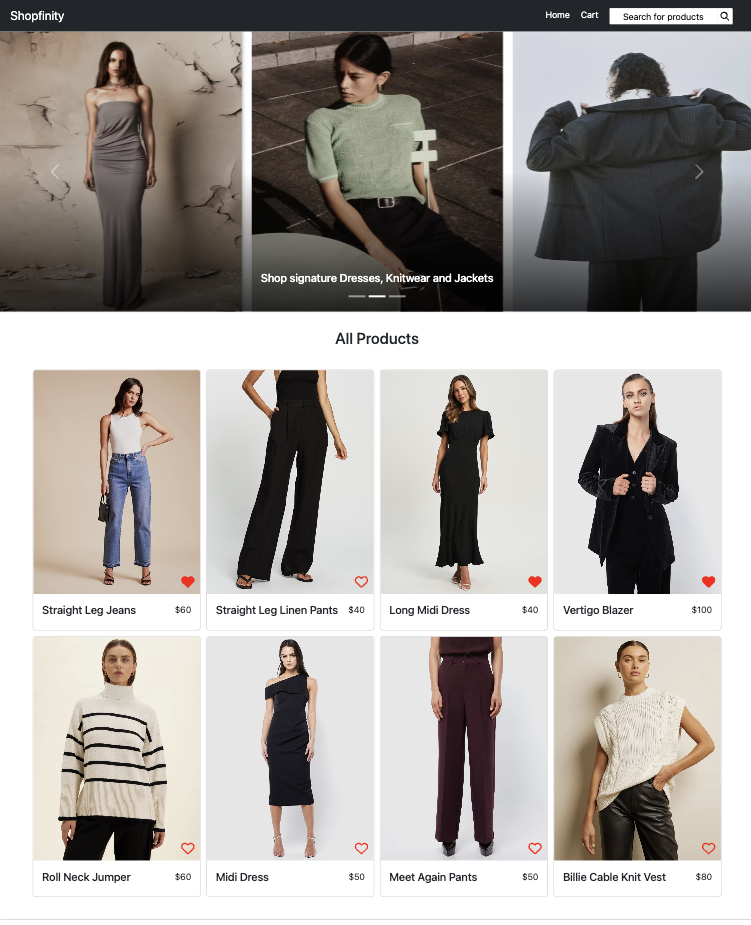 Shopfinity
Home Cart Search for products
Shop signature Dresses, Knitwear and Jackets
All Products
Straight Leg Jeans $60
Straight Leg Linen Pants $40
Long Midi Dress $40
Vertigo Blazer $100
Roll Neck Jumper $60
Midi Dress $50
Meet Again Pants $50
Billie Cable Knit Vest $80